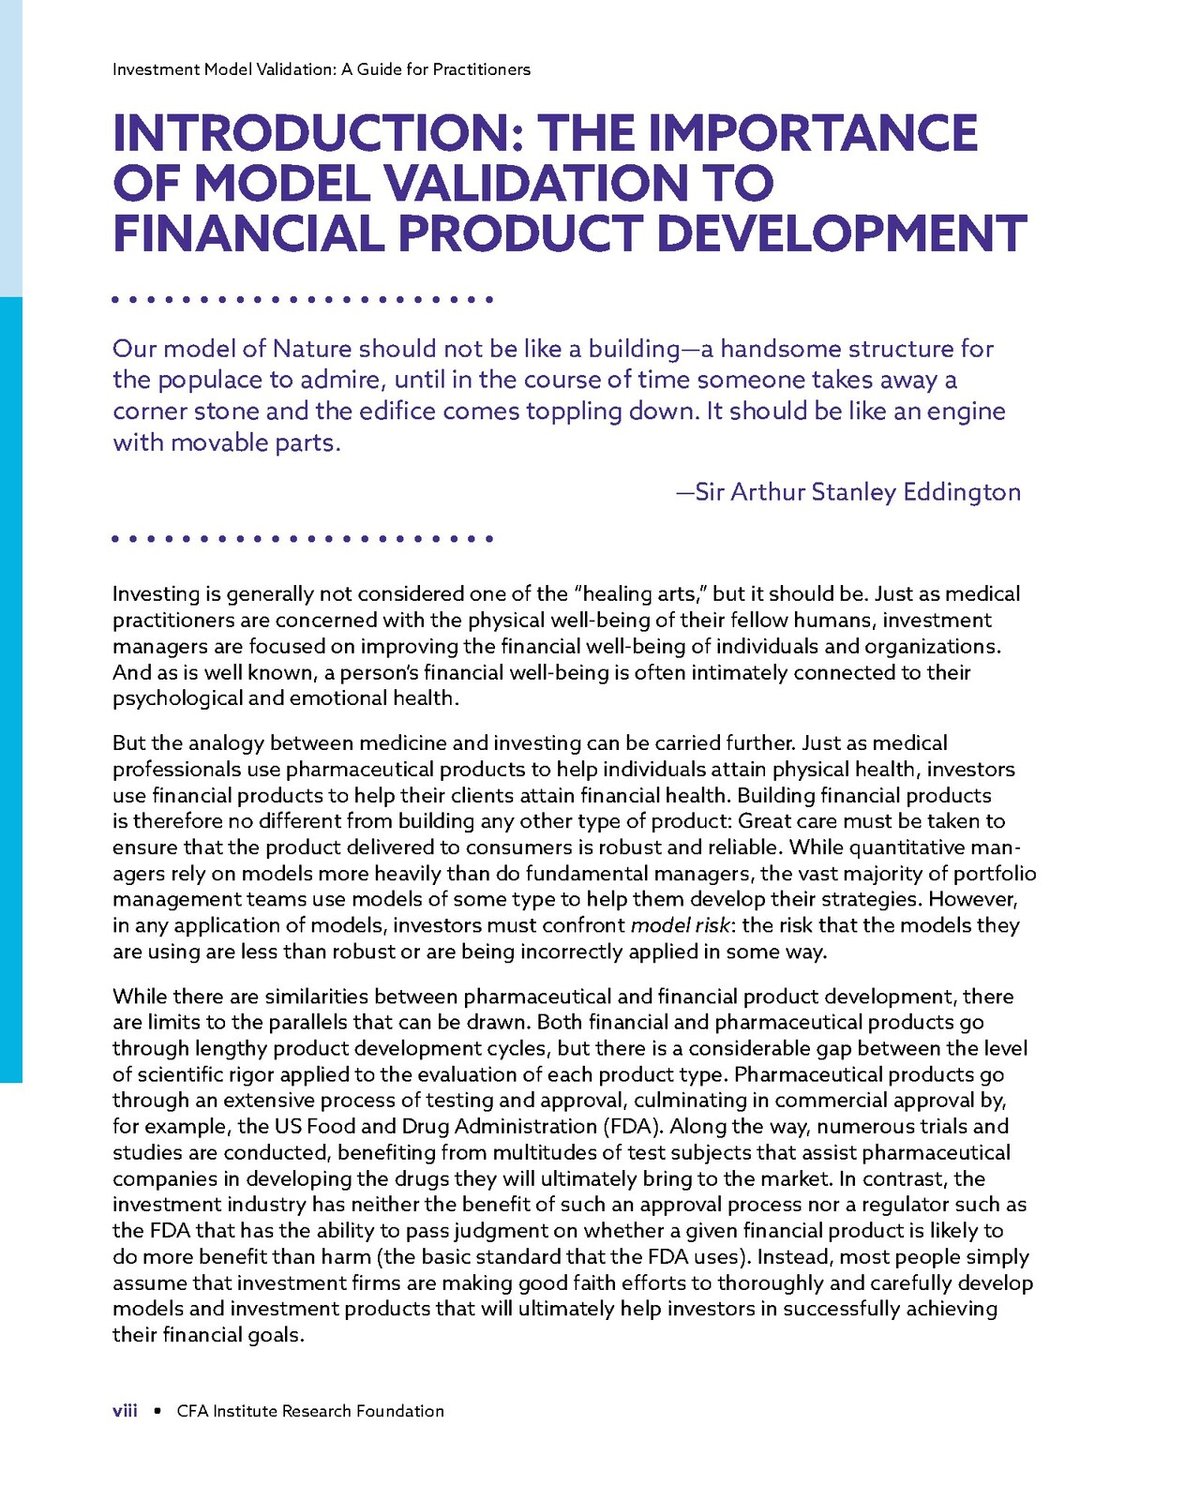 Investment Model Validation: A Guide for Practitioners
INTRODUCTION: THE IMPORTANCE
OF MODEL VALIDATION TO
FINANCIAL PRODUCT DEVELOPMENT
Our model of Nature should not be like a building—a handsome structure for
the populace to admire, until in the course of time someone takes away a
corner stone and the edifice comes toppling down. It should be like an engine
with movable parts.
—Sir Arthur Stanley Eddington
Investing is generally not considered one of the “healing arts,” but it should be. Just as medical
practitioners are concerned with the physical well-being of their fellow humans, investment
managers are focused on improving the financial well-being of individuals and organizations.
And as is well known, a person’s financial well-being is often intimately connected to their
psychological and emotional health.
But the analogy between medicine and investing can be carried further. Just as medical
professionals use pharmaceutical products to help individuals attain physical health, investors
use financial products to help their clients attain financial health. Building financial products
is therefore no different from building any other type of product: Great care must be taken to
ensure that the product delivered to consumers is robust and reliable. While quantitative man-
agers rely on models more heavily than do fundamental managers, the vast majority of portfolio
management teams use models of some type to help them develop their strategies. However,
in any application of models, investors must confront model risk: the risk that the models they
are using are less than robust or are being incorrectly applied in some way.
While there are similarities between pharmaceutical and financial product development, there
are limits to the parallels that can be drawn. Both financial and pharmaceutical products go
through lengthy product development cycles, but there is a considerable gap between the level
of scientific rigor applied to the evaluation of each product type. Pharmaceutical products go
through an extensive process of testing and approval, culminating in commercial approval by,
for example, the US Food and Drug Administration (FDA). Along the way, numerous trials and
studies are conducted, benefiting from multitudes of test subjects that assist pharmaceutical
companies in developing the drugs they will ultimately bring to the market. In contrast, the
investment industry has neither the benefit of such an approval process nor a regulator such as
the FDA that has the ability to pass judgment on whether a given financial product is likely to
do more benefit than harm (the basic standard that the FDA uses). Instead, most people simply
assume that investment firms are making good faith efforts to thoroughly and carefully develop
models and investment products that will ultimately help investors in successfully achieving
their financial goals.
viii • CFA Institute Research Foundation